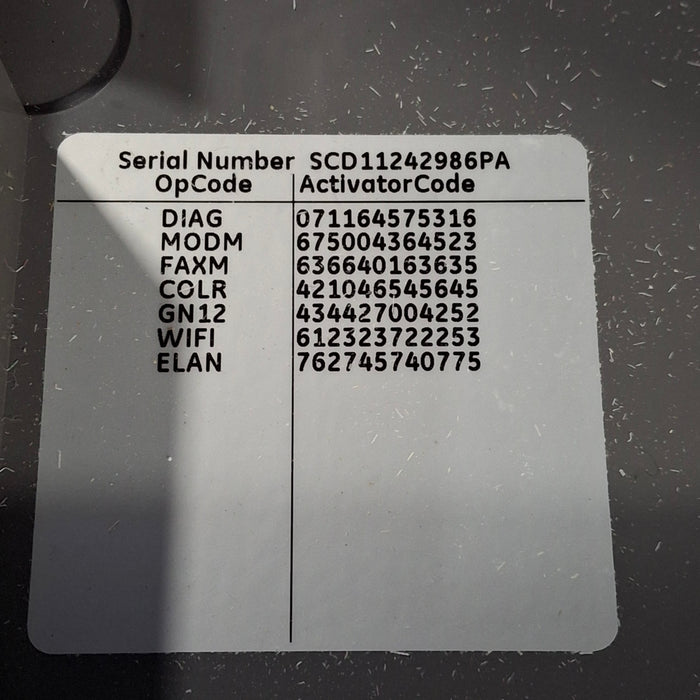 Serial Number SCD11242986PA
OpCode ActivatorCode
DIAG 071164575316
MODM 675004364523
FAXM 636640163635
COLR 421046545645
GN12 434427004252
WIFI 612323722253
ELAN 762745740775